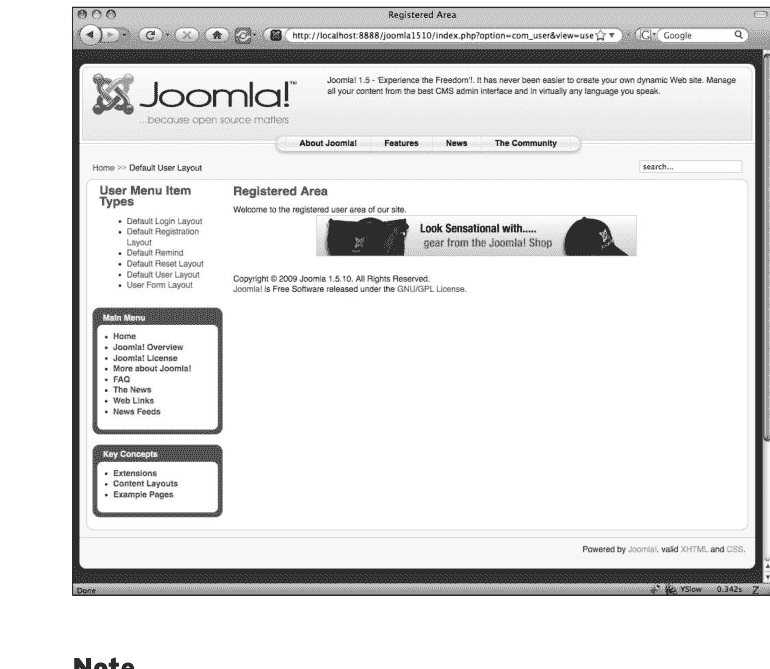 Registered Area
http://localhost:8888/joomla1510/index.php?option=com_user&view=use
Google
Joomla!™
...because open source matters
Joomla! 1.5 - 'Experience the Freedom'!. It has never been easier to create your own dynamic Web site. Manage
all your content from the best CMS admin interface and in virtually any language you speak.
About Joomla! Features News The Community
Home >> Default User Layout
search...
User Menu Item
Types
Default Login Layout
Default Registration
Layout
Default Remind
Default Reset Layout
Default User Layout
User Form Layout
Main Menu
Home
Joomla! Overview
Joomla! License
More about Joomla!
FAQ
The News
Web Links
News Feeds
Key Concepts
Extensions
Content Layouts
Example Pages
Registered Area
Welcome to the registered user area of our site.
Look Sensational with.....
gear from the Joomla! Shop
Copyright © 2009 Joomla 1.5.10. All Rights Reserved.
Joomla! is Free Software released under the GNU/GPL License.
Powered by Joomla!. valid XHTML and CSS.
Done
YSlow 0.342s
Note